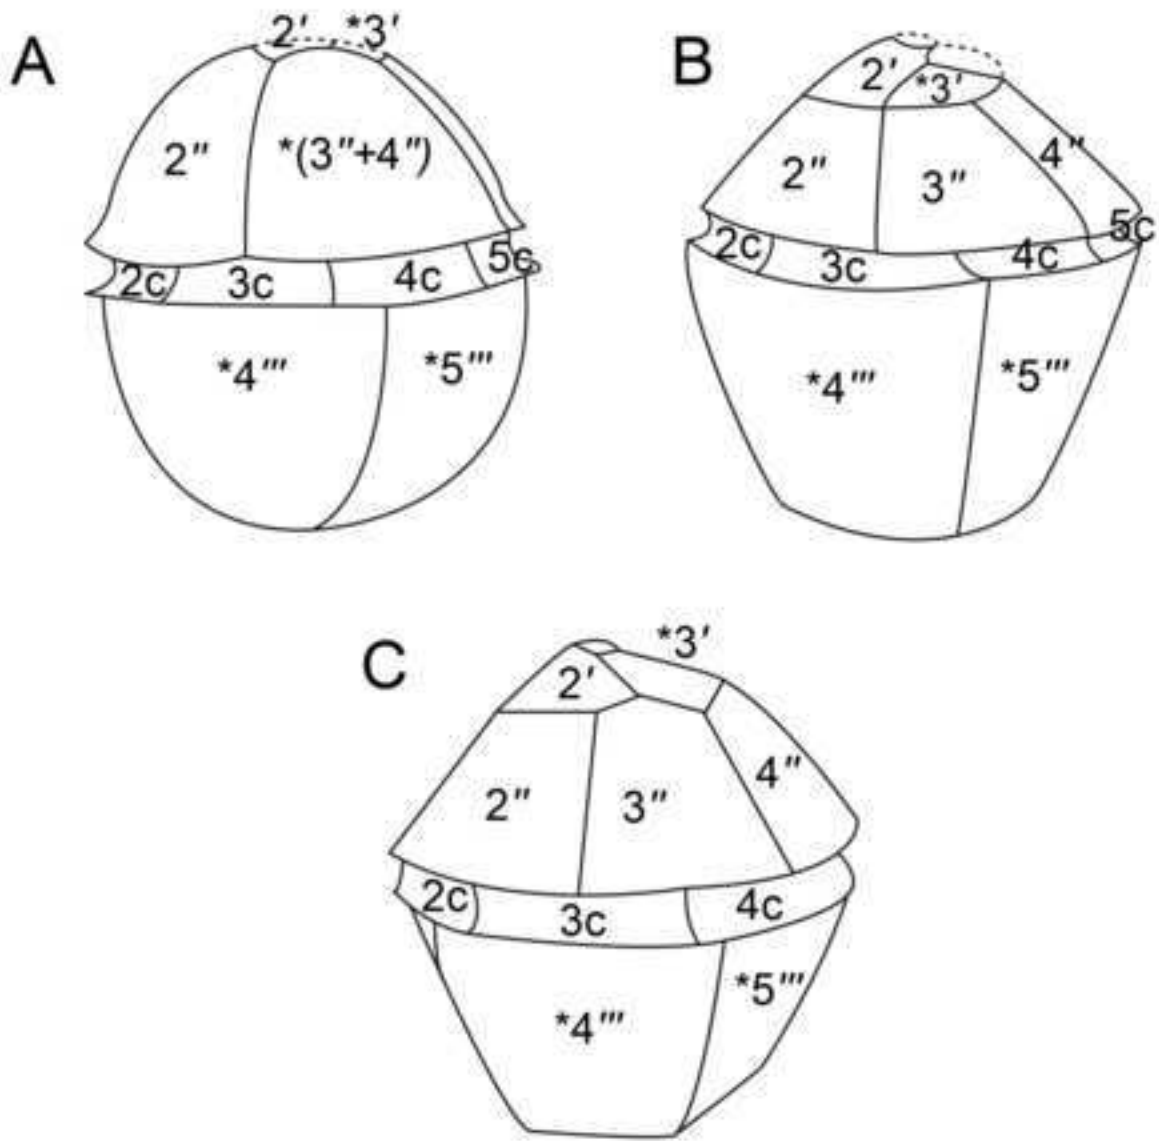 A
2′ *3′
2″ *(3″+4″)
2c 3c 4c 5c
*4‴ *5‴
B
2′ *3′
2″ 3″ 4″
2c 3c 4c 5c
*4‴ *5‴
C
*3′
2′
2″ 3″ 4″
2c 3c 4c
*4‴ *5‴